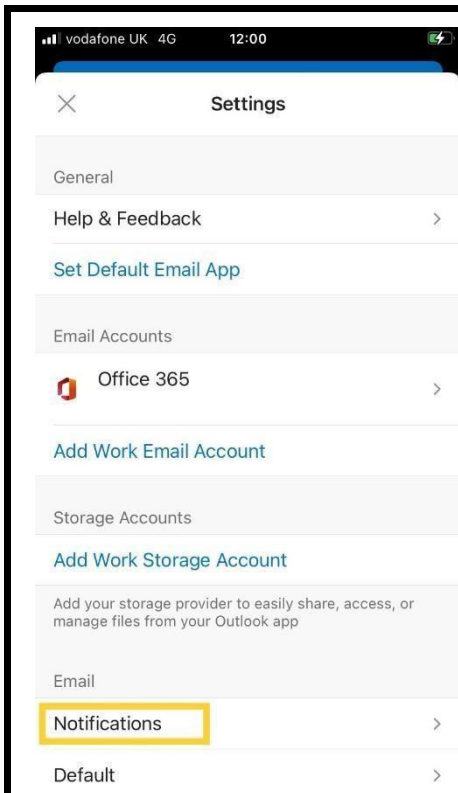 vodafone UK 4G 12:00
Settings
General
Help & Feedback
Set Default Email App
Email Accounts
Office 365
Add Work Email Account
Storage Accounts
Add Work Storage Account
Add your storage provider to easily share, access, or
manage files from your Outlook app
Email
Notifications
Default